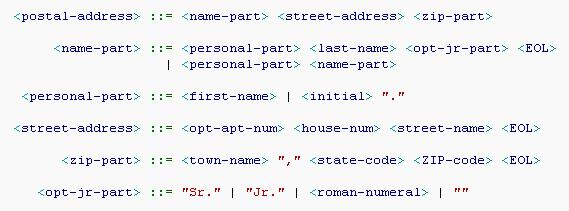 <postal-address> ::= <name-part> <street-address> <zip-part>
<name-part> ::= <personal-part> <last-name> <opt-jr-part> <EOL>
| <personal-part> <name-part>
<personal-part> ::= <first-name> | <initial> "."
<street-address> ::= <opt-apt-num> <house-num> <street-name> <EOL>
<zip-part> ::= <town-name> "," <state-code> <ZIP-code> <EOL>
<opt-jr-part> ::= "Sr." | "Jr." | <roman-numeral> | ""